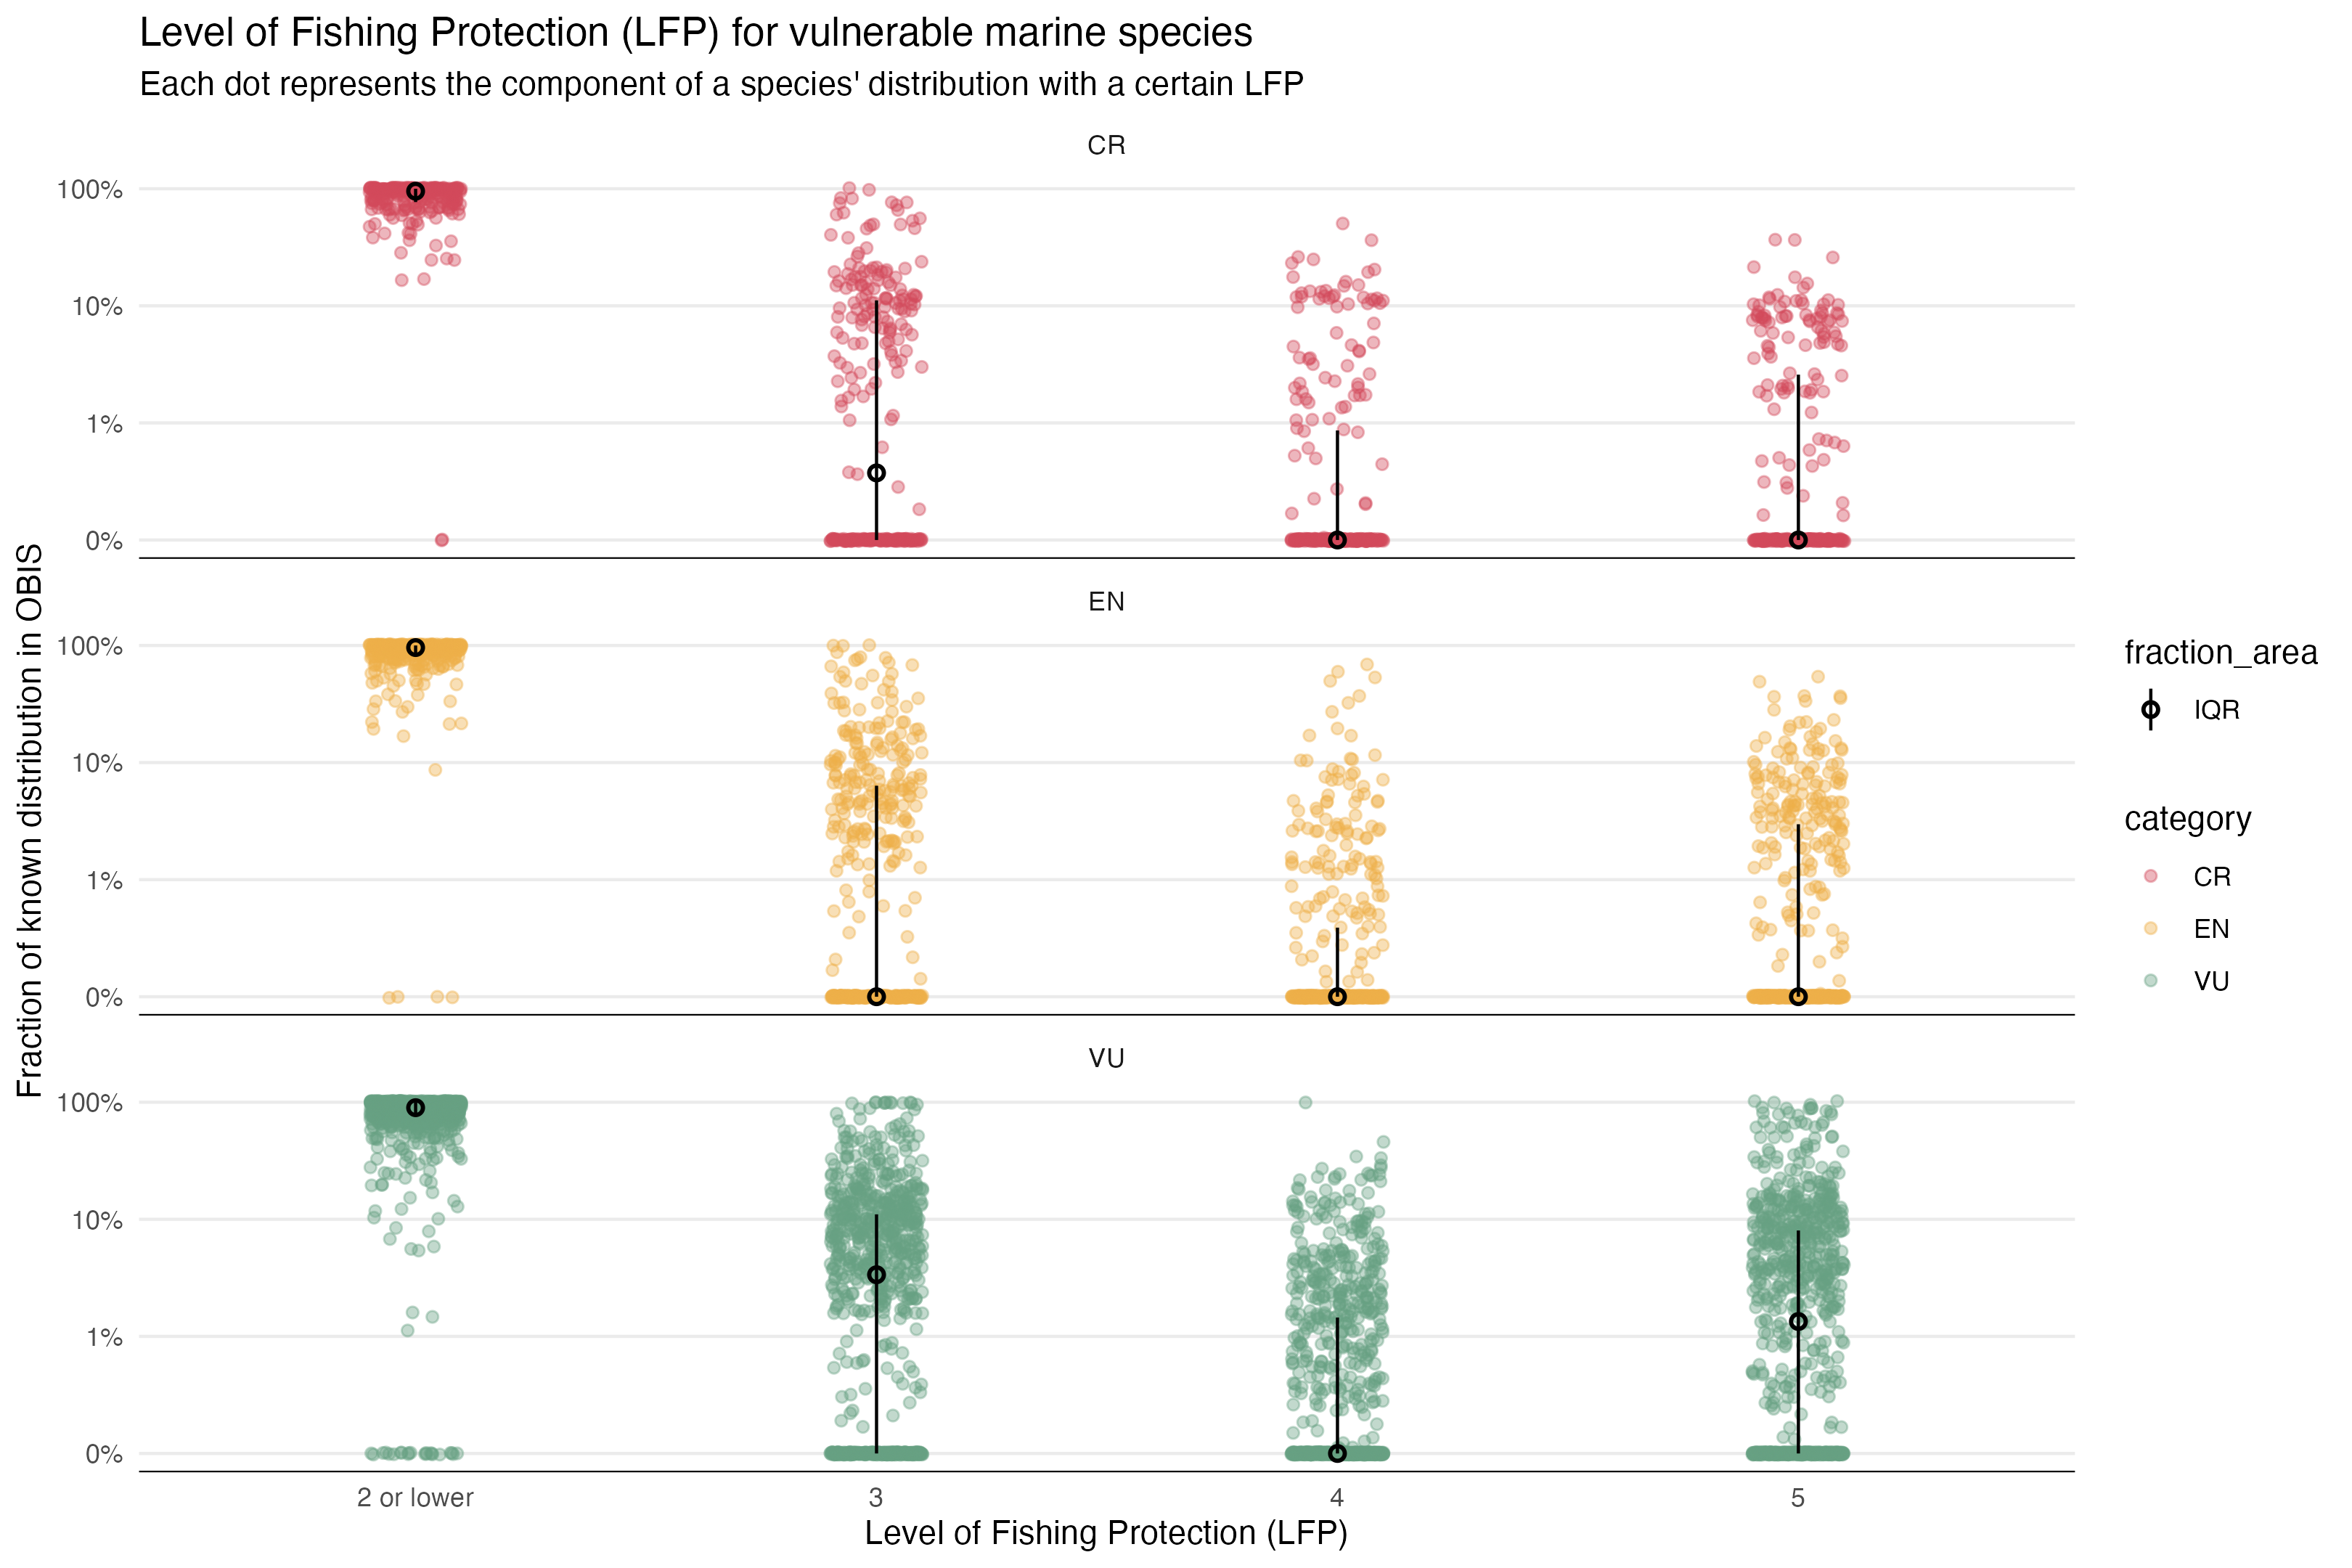 Level of Fishing Protection (LFP) for vulnerable marine species
Each dot represents the component of a species' distribution with a certain LFP
Fraction of known distribution in OBIS
CR
100%
10%
1%
0%
EN
100%
10%
1%
0%
VU
100%
10%
1%
0%
2 or lower
3
4
5
Level of Fishing Protection (LFP)
fraction_area
IQR
category
CR
EN
VU